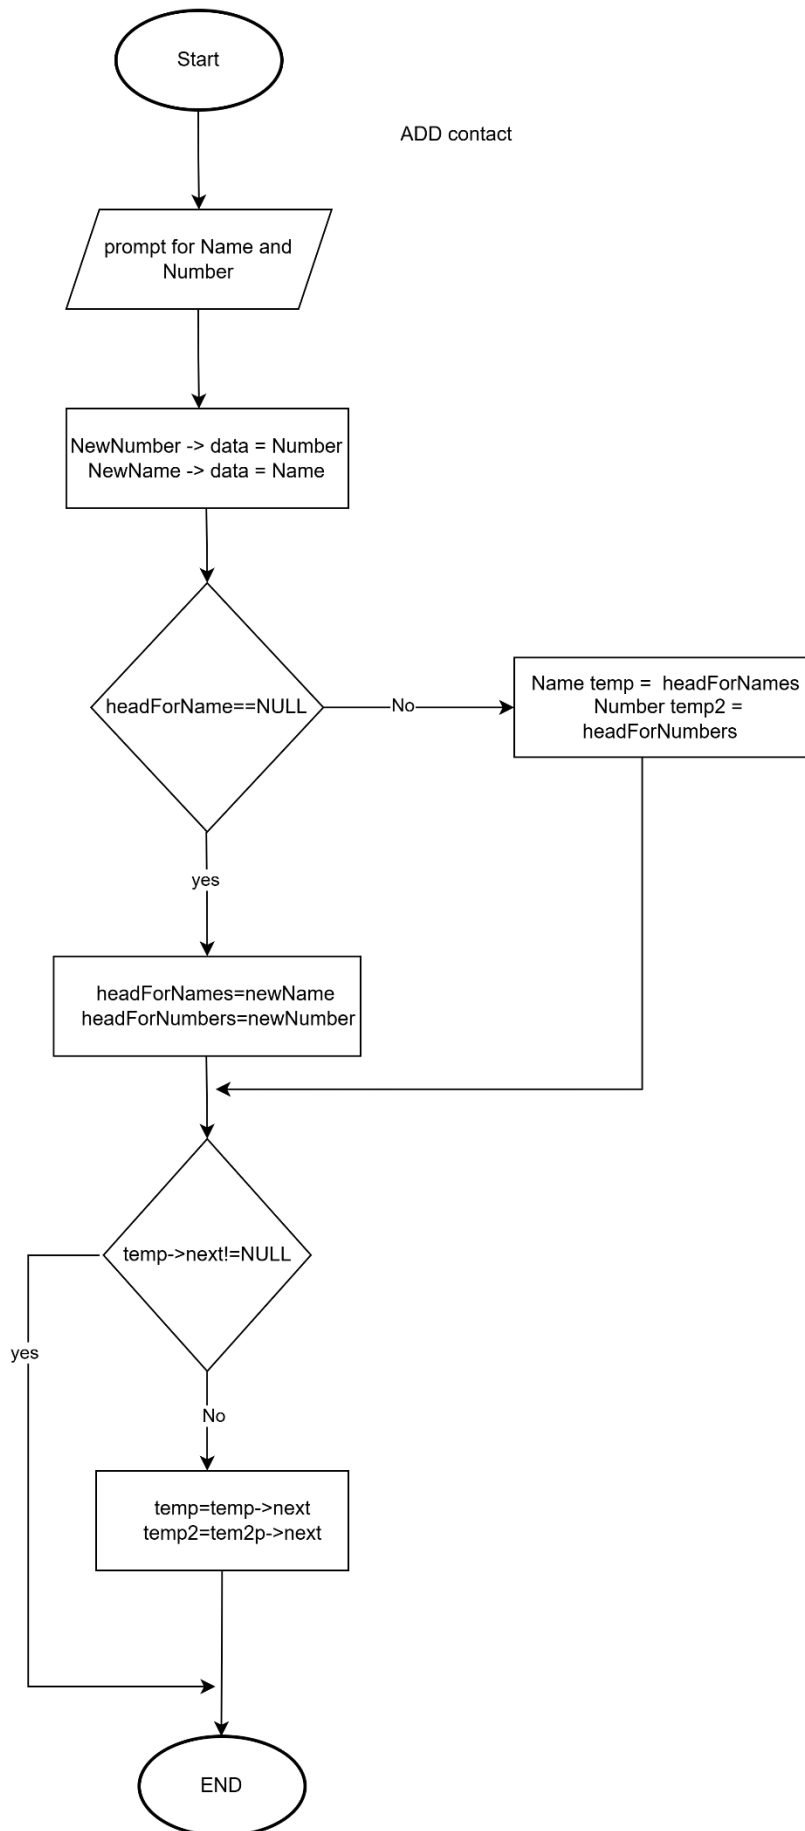 Start
ADD contact
prompt for Name and
Number
NewNumber -> data = Number
NewName -> data = Name
headForName==NULL
No
Name temp =  headForNames
Number temp2 =
headForNumbers
yes
headForNames=newName
headForNumbers=newNumber
temp->next!=NULL
yes
No
temp=temp->next
temp2=tem2p->next
END